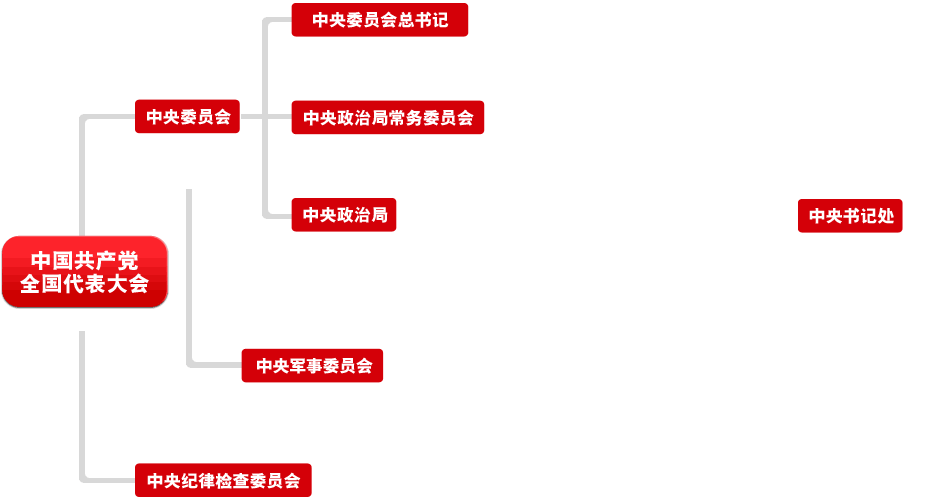 中央委员会总书记
中央委员会
中央政治局常务委员会
中央政治局
中央书记处
中国共产党
全国代表大会
中央军事委员会
中央纪律检查委员会